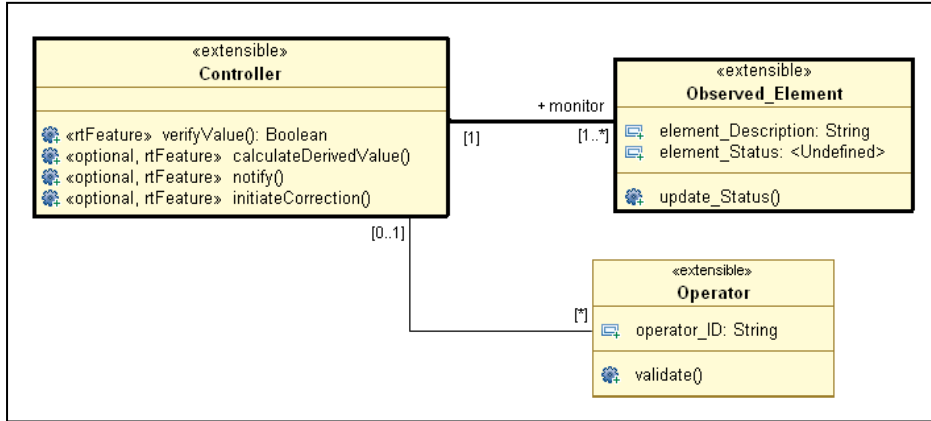 «extensible»
Controller
«rtFeature» verifyValue(): Boolean
«optional, rtFeature» calculateDerivedValue()
«optional, rtFeature» notify()
«optional, rtFeature» initiateCorrection()
+ monitor
[1]
[1..*]
«extensible»
Observed_Element
element_Description: String
element_Status: <Undefined>
update_Status()
[0..1]
[*]
«extensible»
Operator
operator_ID: String
validate()